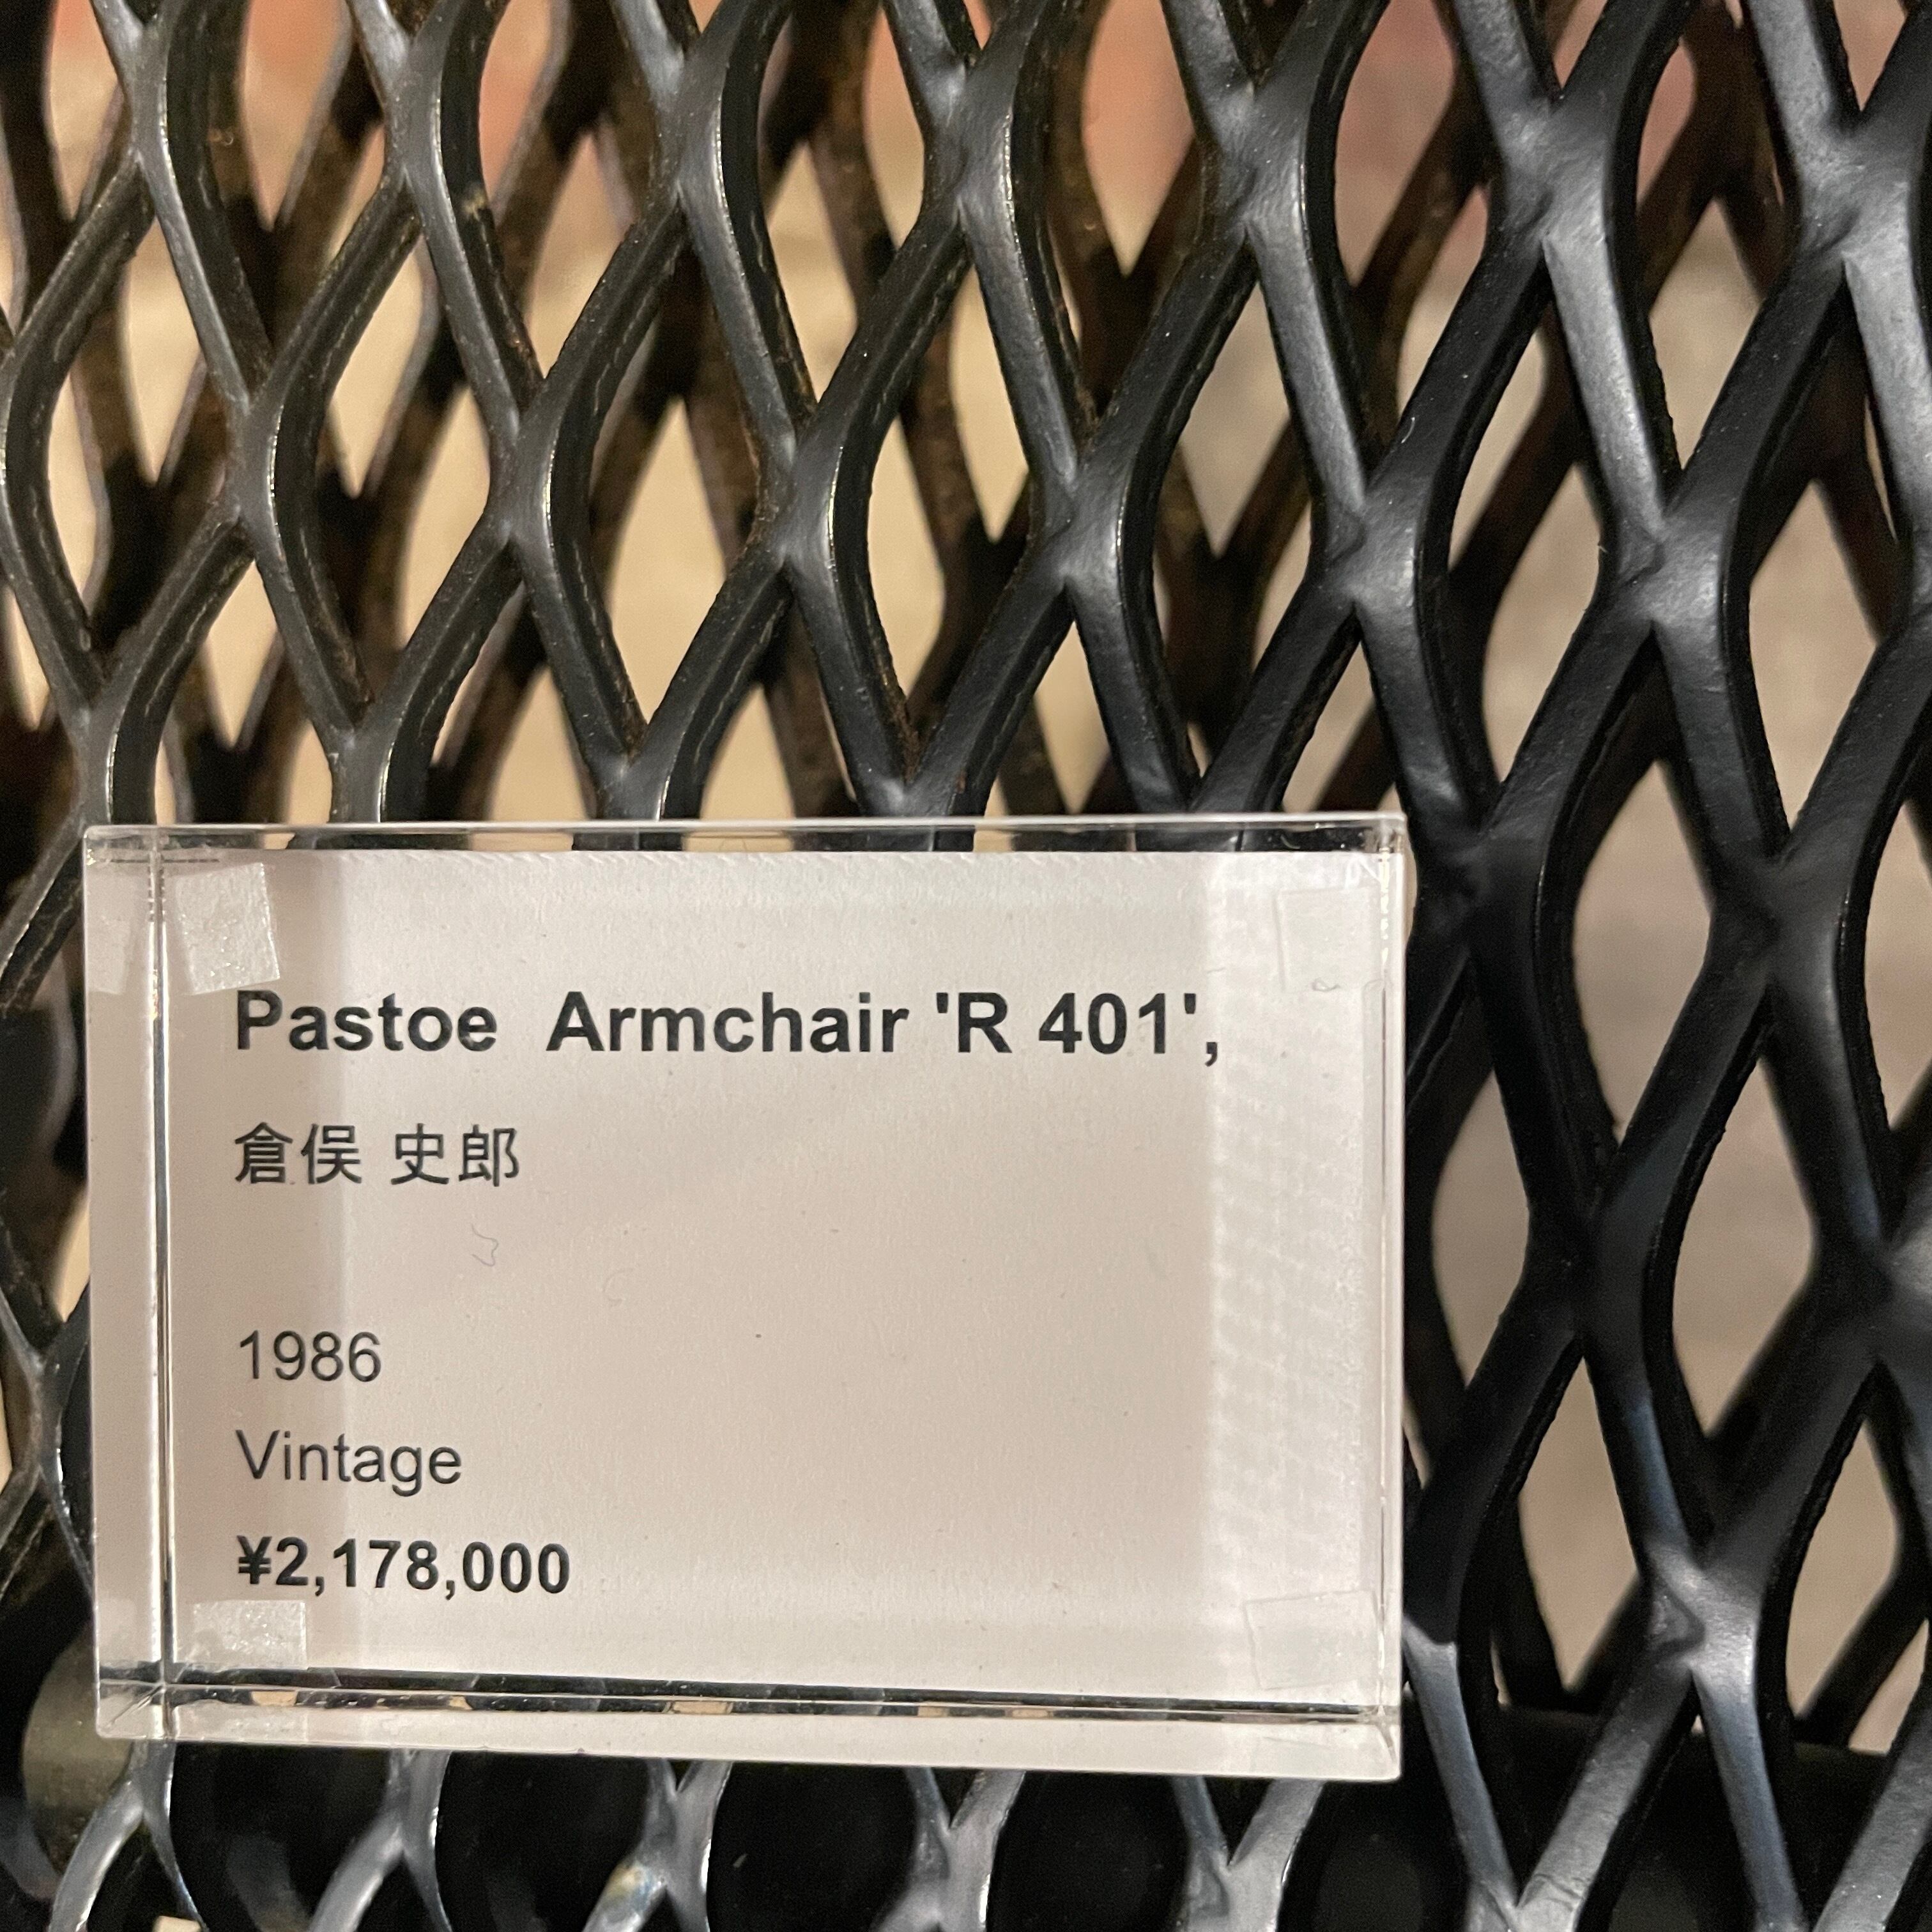 Pastoe  Armchair 'R 401',
倉俣 史郎
1986
Vintage
¥2,178,000